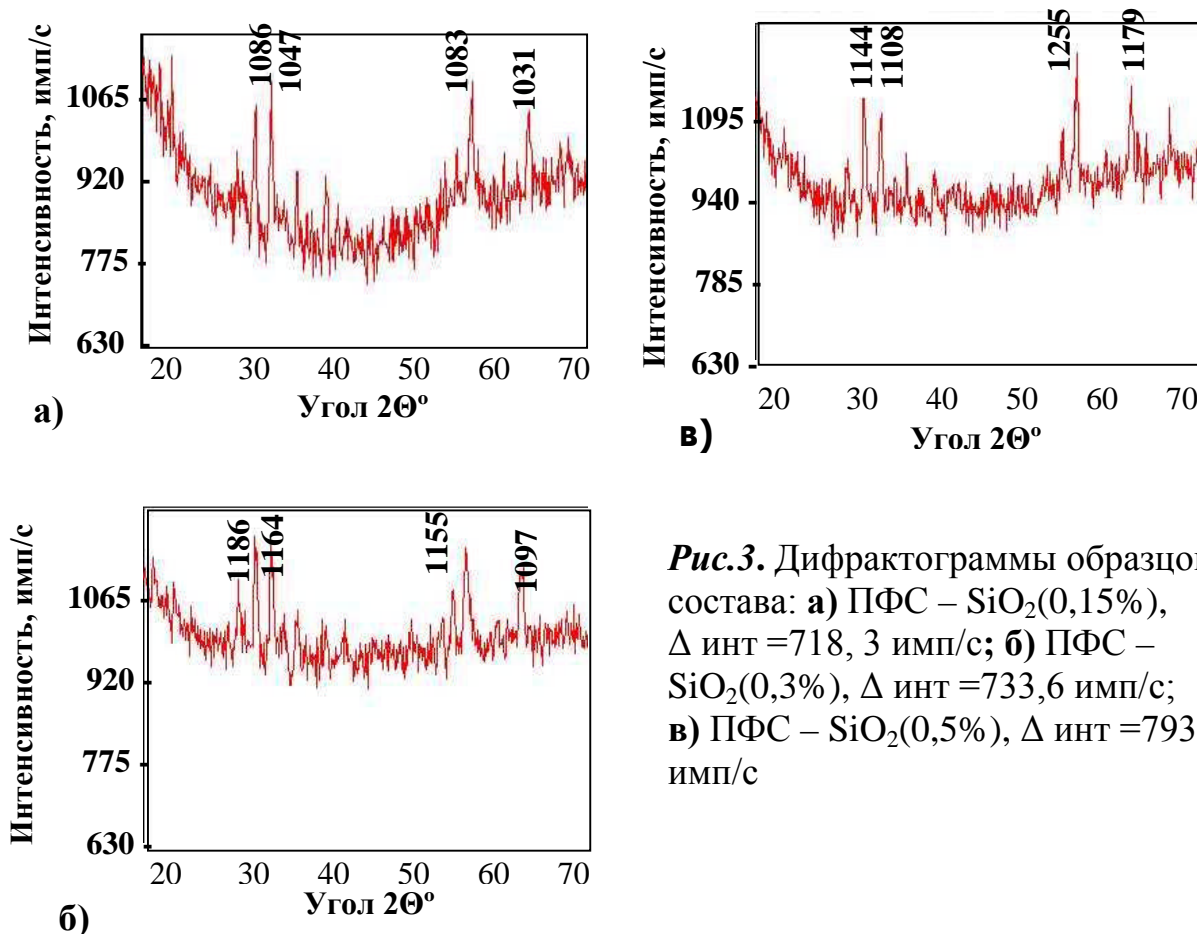 1086
1047
1083
1031
Интенсивность, имп/с
1065
920
775
630
20 30 40 50 60 70
Угол 2Θº
а)
1144
1108
1255
1179
Интенсивность, имп/с
1095
940
785
630
20 30 40 50 60 70
Угол 2Θº
в)
1186
1164
1155
1097
Интенсивность, имп/с
1065
920
775
630
20 30 40 50 60 70
Угол 2Θº
б)
Рис.3. Дифрактограммы образцо
состава: а) ПФС – SiO₂(0,15%),
Δ инт =718, 3 имп/с; б) ПФС –
SiO₂(0,3%), Δ инт =733,6 имп/с;
в) ПФС – SiO₂(0,5%), Δ инт =793
имп/с